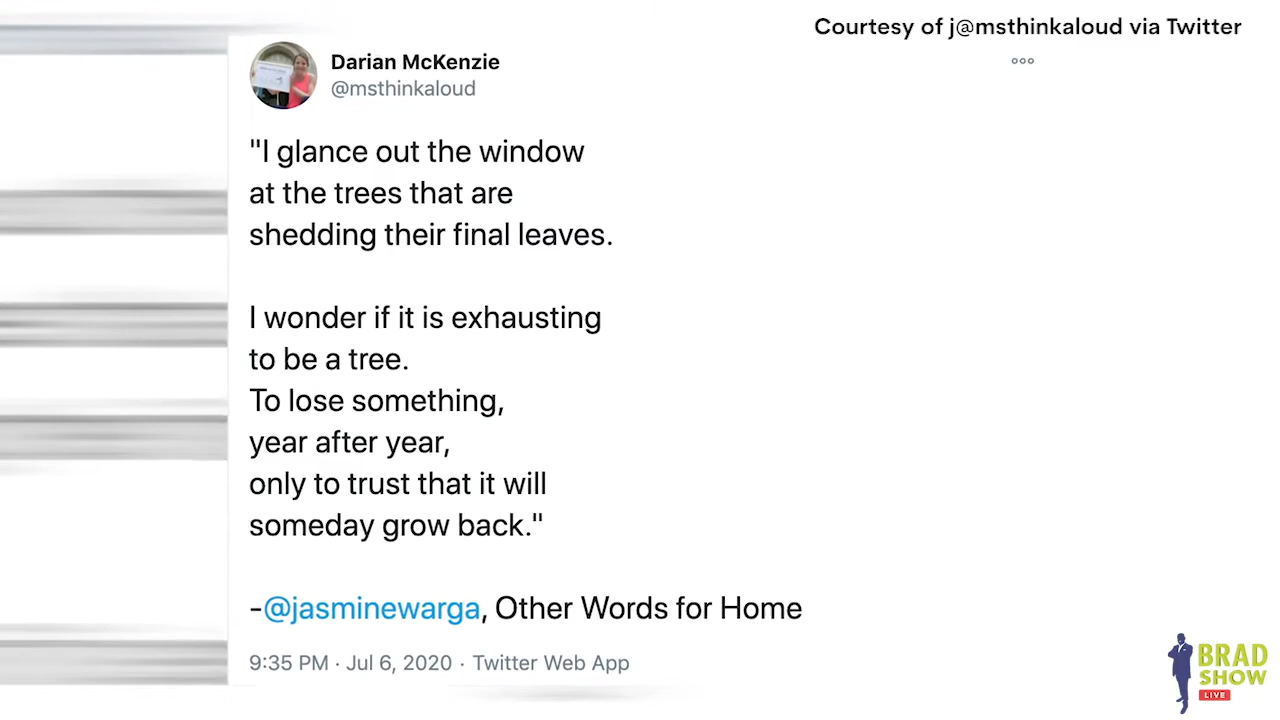 Courtesy of j@msthinkaloud via Twitter
Darian McKenzie
@msthinkaloud
"I glance out the window
at the trees that are
shedding their final leaves.
I wonder if it is exhausting
to be a tree.
To lose something,
year after year,
only to trust that it will
someday grow back."
-@jasminewarga, Other Words for Home
9:35 PM · Jul 6, 2020 · Twitter Web App
BRAD
SHOW
LIVE